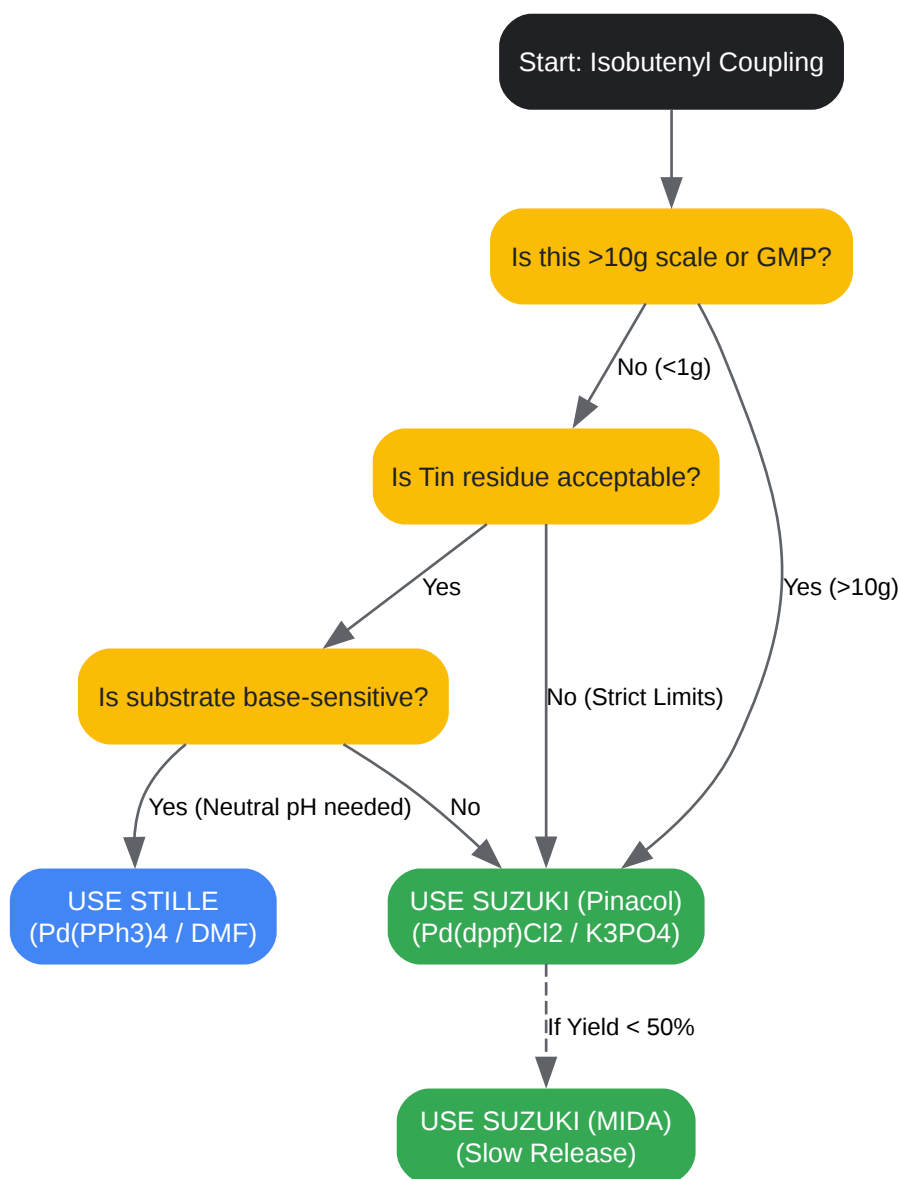 Start: Isobutenyl Coupling
Is this >10g scale or GMP?
No (<1g)
Is Tin residue acceptable?
Yes
Yes (>10g)
Is substrate base-sensitive?
No (Strict Limits)
Yes (Neutral pH needed)
No
USE STILLE
(Pd(PPh3)4 / DMF)
USE SUZUKI (Pinacol)
(Pd(dppf)Cl2 / K3PO4)
If Yield < 50%
USE SUZUKI (MIDA)
(Slow Release)